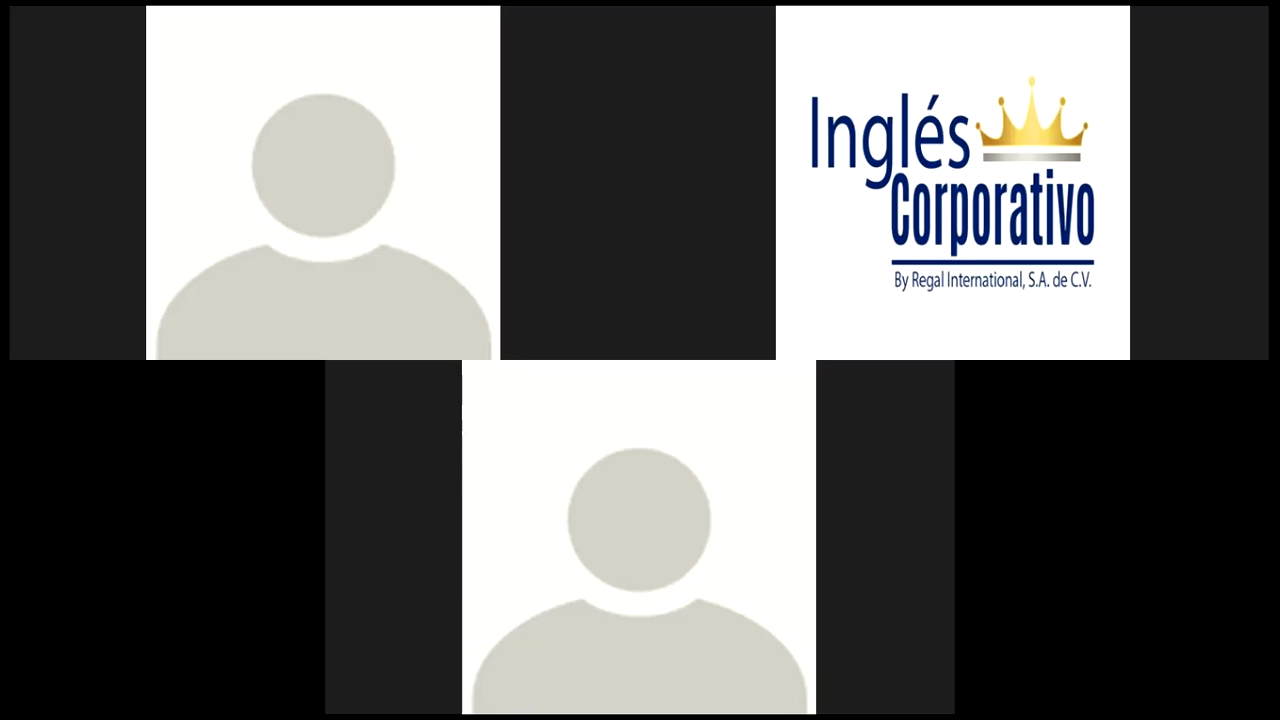 Inglés
Corporativo
By Regal International, S.A. de C.V.